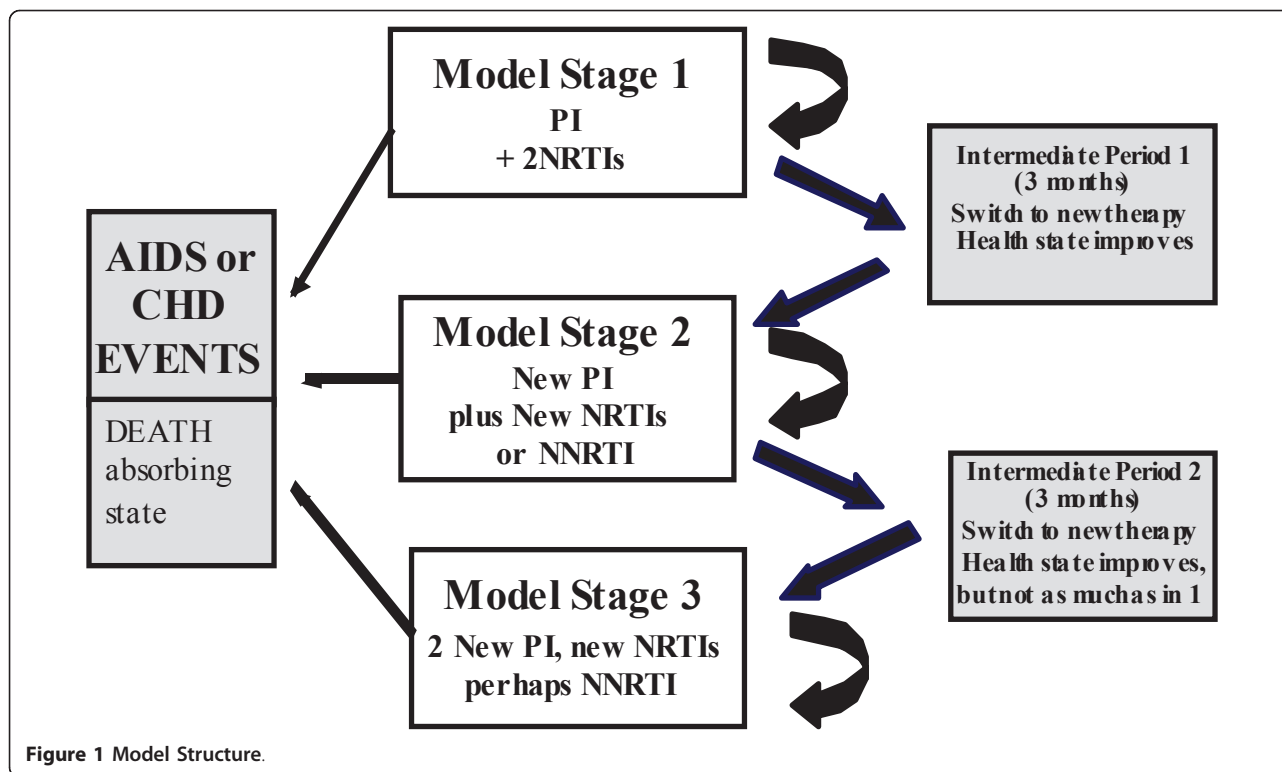 Model Stage 1
PI
+ 2NRTIs
Intermediate Period 1
(3 months)
Switch to new therapy
Health state improves
AIDS or
CHD
EVENTS
DEATH
absorbing
state
Model Stage 2
New PI
plus New NRTIs
or NNRTI
Intermediate Period 2
(3 months)
Switch to new therapy
Health state improves,
but not as much as in 1
Model Stage 3
2 New PI, new NRTIs
perhaps NNRTI
Figure 1 Model Structure.